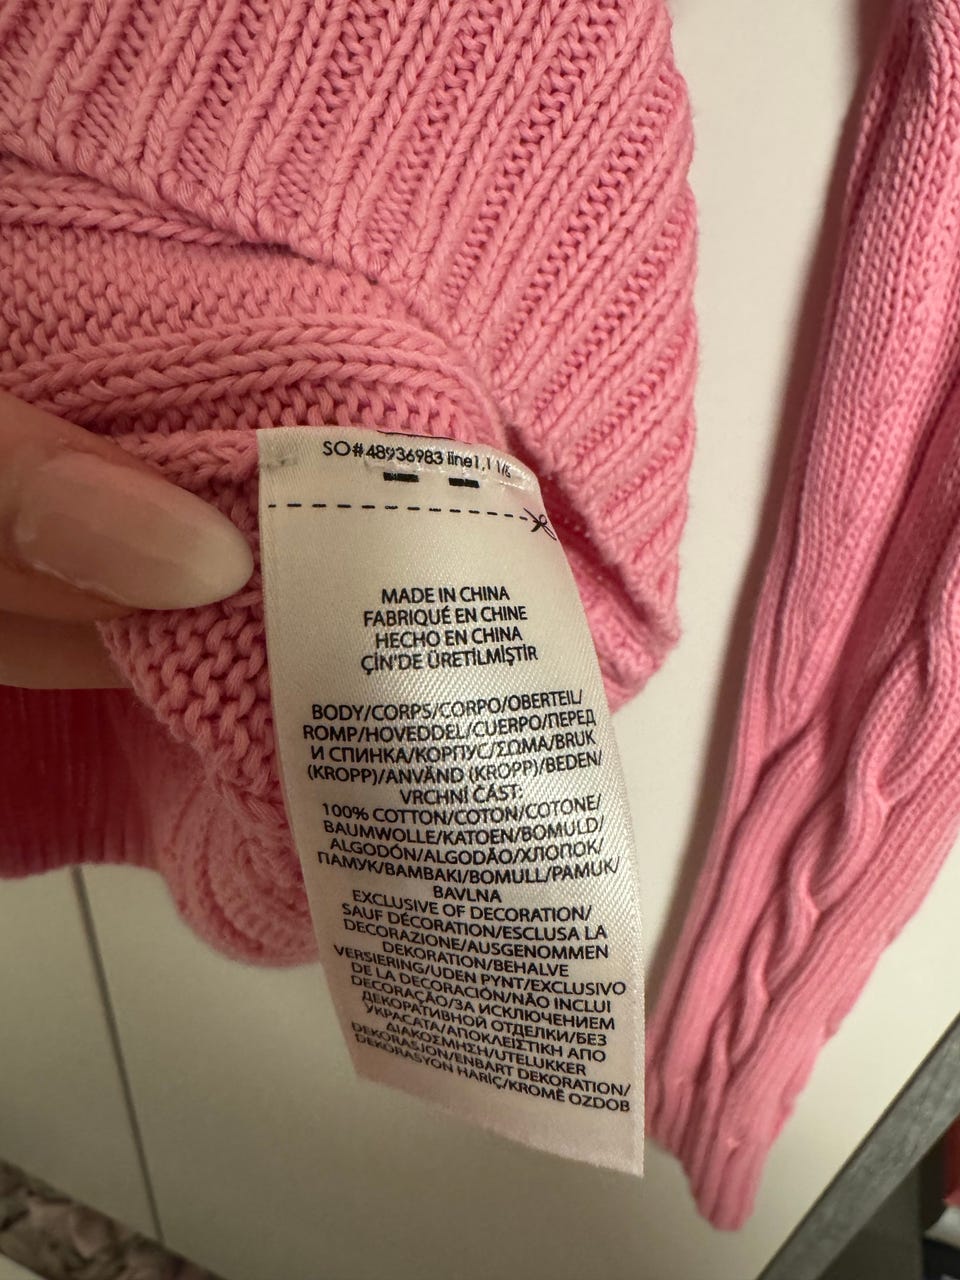 SO#48936983 line1,1 1/6
MADE IN CHINA
FABRIQUÉ EN CHINE
HECHO EN CHINA
ÇİN'DE ÜRETİLMİŞTİR
BODY/CORPS/CORPO/OBERTEIL/
ROMP/HOVEDDEL/CUERPO/ПЕРЕД
И СПИНКА/КОРПУС/ΣΩΜΑ/BRUK
(KROPP)/ANVÄND (KROPP)/BEDEN/
VRCHNÍ ČÁST:
100% COTTON/COTON/COTONE/
BAUMWOLLE/KATOEN/BOMULD/
ALGODÓN/ALGODÃO/ХЛОПОК/
ПАМУК/ΒΑΜΒΑΚΙ/BOMULL/PAMUK/
BAVLNA
EXCLUSIVE OF DECORATION/
SAUF DÉCORATION/ESCLUSA LA
DECORAZIONE/AUSGENOMMEN
DEKORATION/BEHALVE
VERSIERING/UDEN PYNT/EXCLUSIVO
DE LA DECORACIÓN/NÃO INCLUI
DECORAÇÃO/ЗА ИСКЛЮЧЕНИЕМ
ДЕКОРАТИВНОЙ ОТДЕЛКИ/БЕЗ
УКРАСАТА/ΑΠΟΚΛΕΙΣΤΙΚΗ ΑΠΟ
ΔΙΑΚΟΣΜΗΣΗ/UTELUKKER
DEKORASJON/ENBART DEKORATION/
DEKORASYON HARİÇ/KROMĚ OZDOB